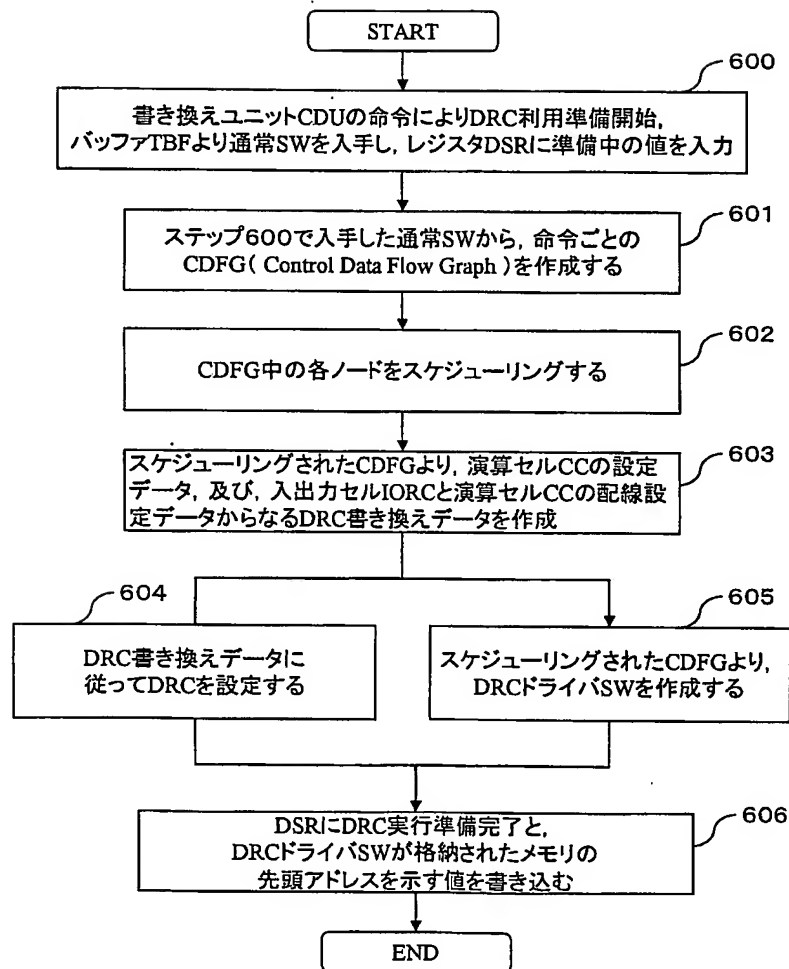 START
600
書き換えユニットCDUの命令によりDRC利用準備開始,
バッファTBFより通常SWを入手し, レジスタDSRに準備中の値を入力
601
ステップ600で入手した通常SWから, 命令ごとの
CDFG( Control Data Flow Graph )を作成する
602
CDFG中の各ノードをスケジューリングする
603
スケジューリングされたCDFGより, 演算セルCCの設定
データ, 及び, 入出力セルIORCと演算セルCCの配線設
定データからなるDRC書き換えデータを作成
604
DRC書き換えデータに
従ってDRCを設定する
605
スケジューリングされたCDFGより,
DRCドライバSWを作成する
606
DSRにDRC実行準備完了と,
DRCドライバSWが格納されたメモリの
先頭アドレスを示す値を書き込む
END